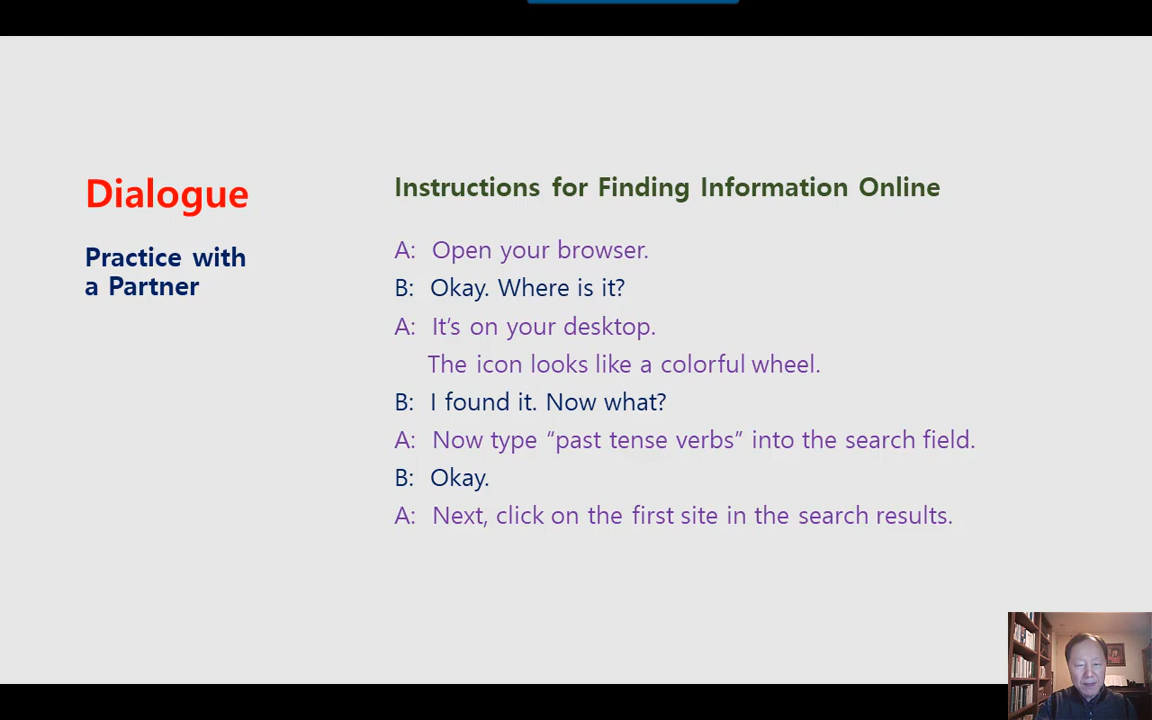 Dialogue
Practice with
a Partner
Instructions for Finding Information Online
A: Open your browser.
B: Okay. Where is it?
A: It’s on your desktop.
The icon looks like a colorful wheel.
B: I found it. Now what?
A: Now type “past tense verbs” into the search field.
B: Okay.
A: Next, click on the first site in the search results.